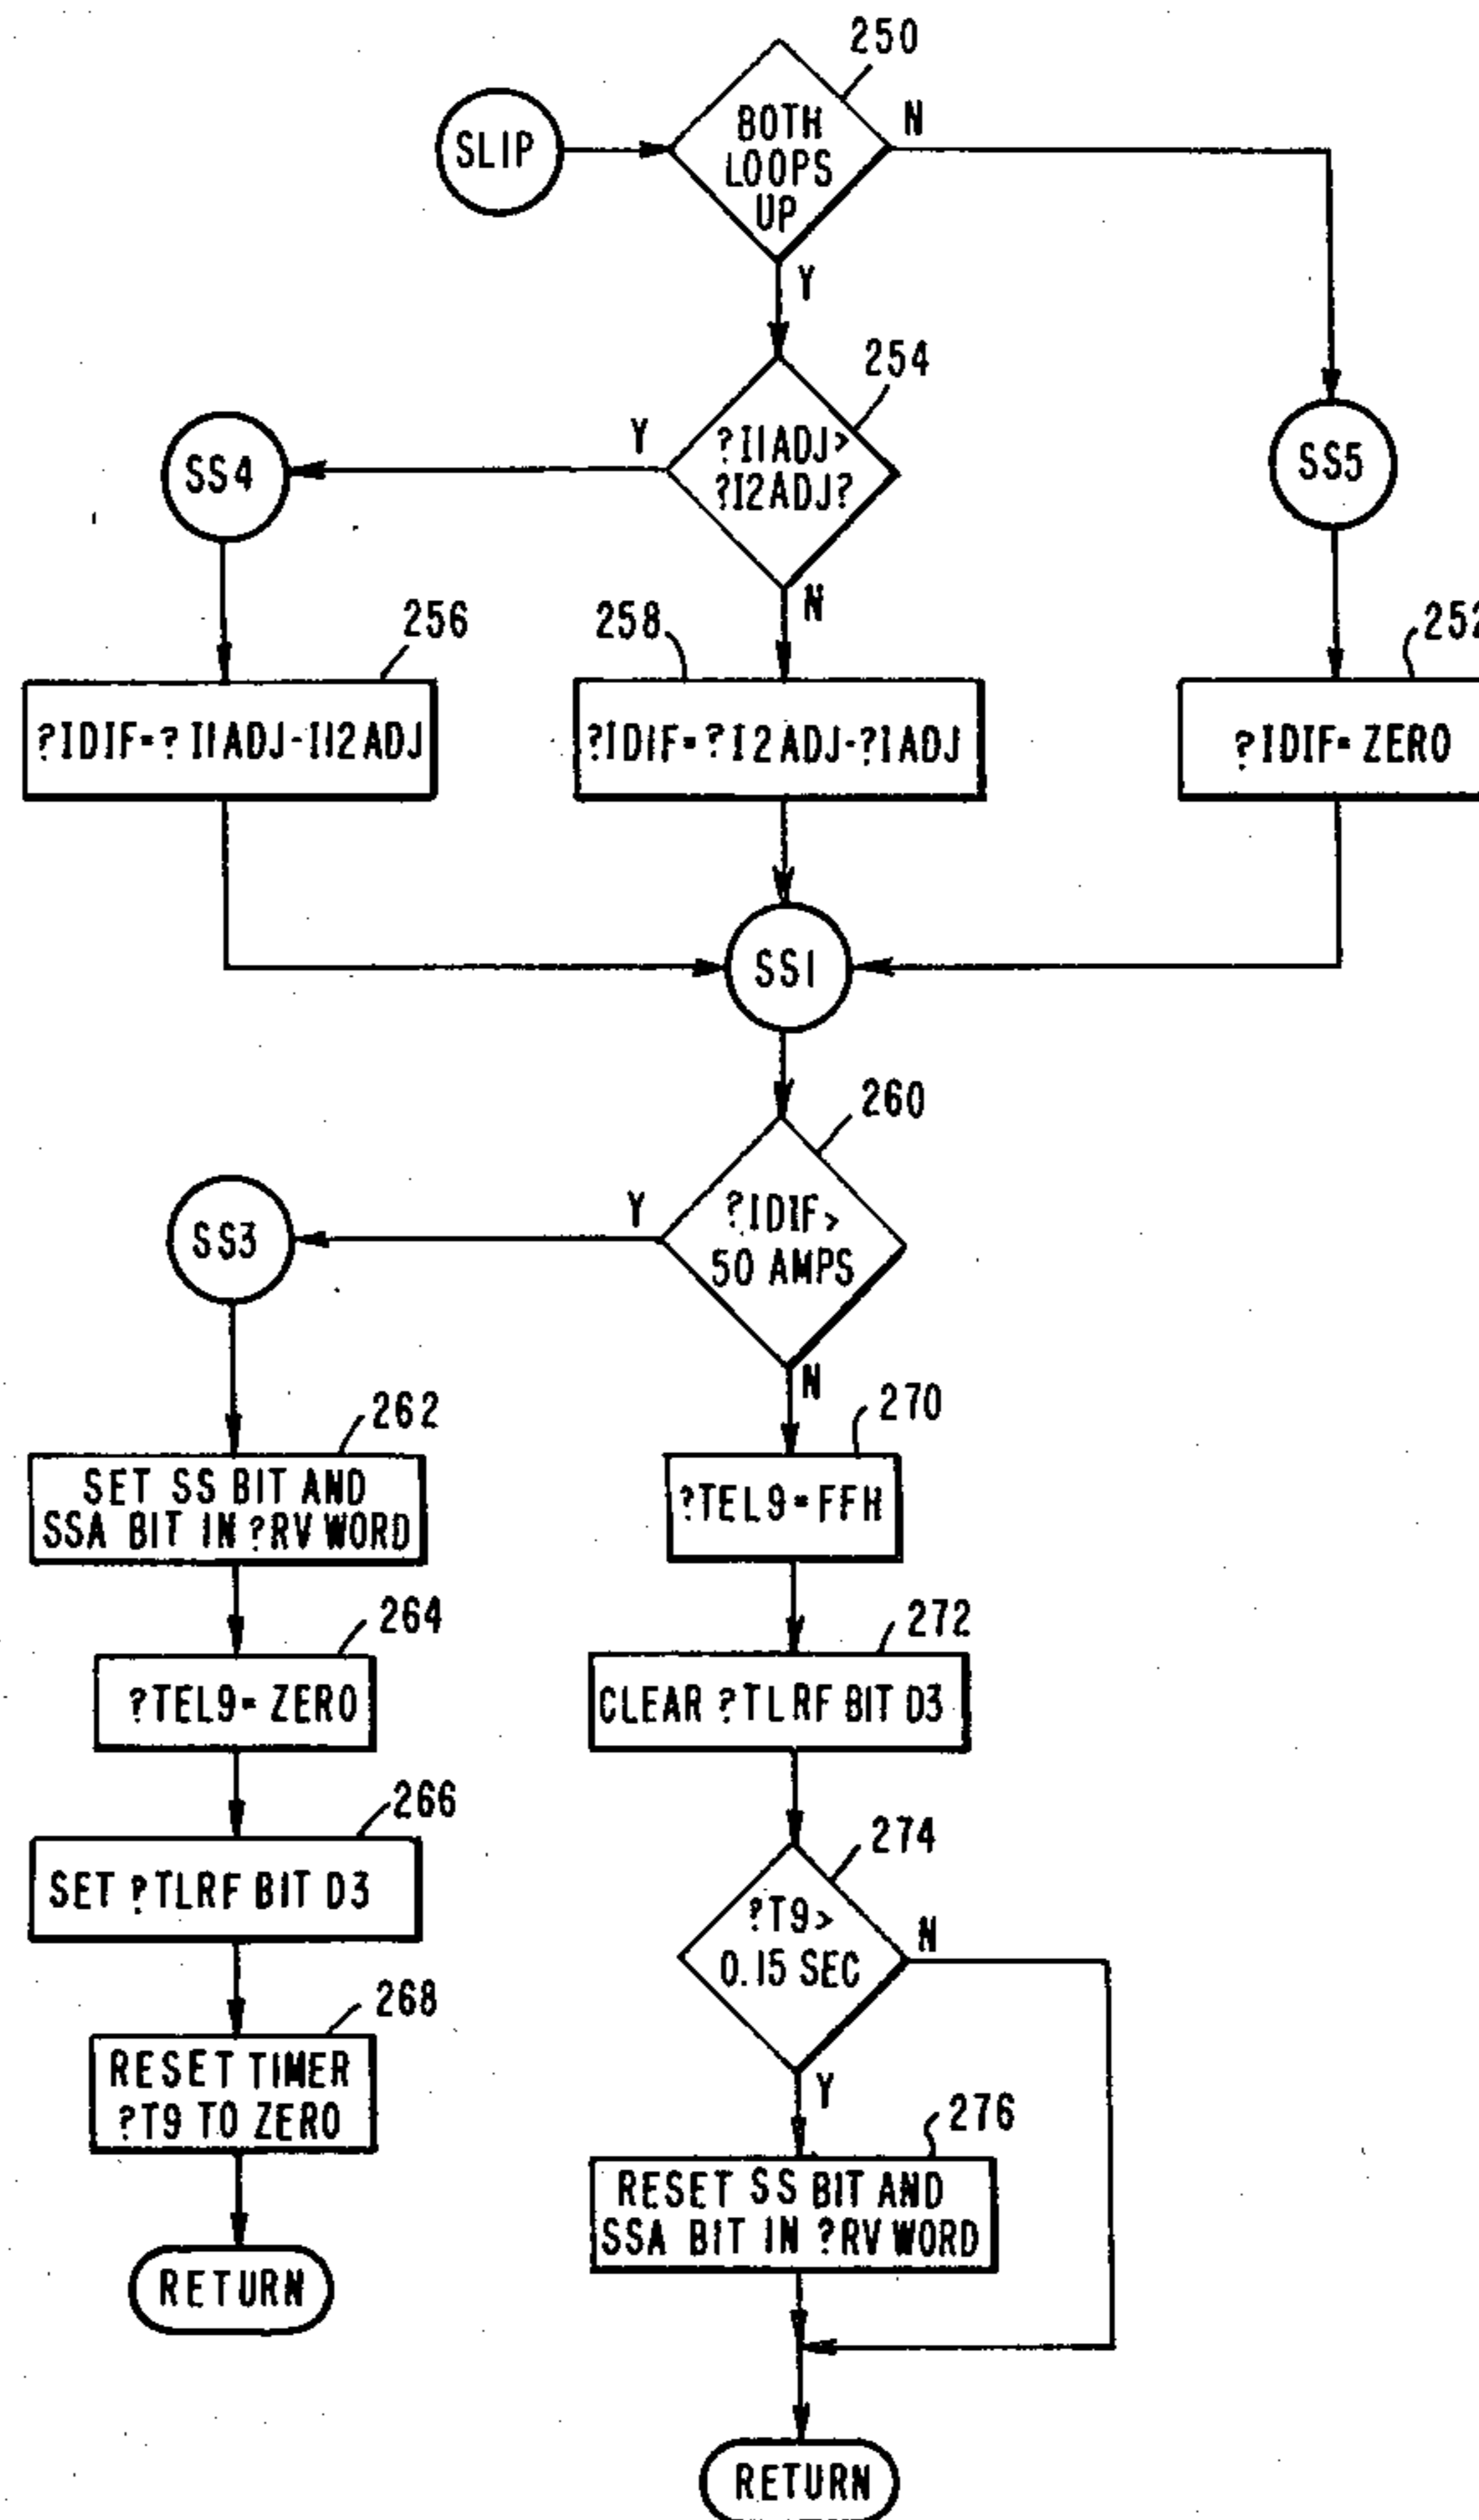 250
BOTH
LOOPS
UP
N
SLIP
Y
254
?I1ADJ>
?I2ADJ?
Y
SS4
SS5
N
256
258
252
?IDIF=?I1ADJ-I12ADJ
?IDIF=?I2ADJ-?1ADJ
?IDIF=ZERO
SS1
260
?IDIF>
50 AMPS
Y
SS3
N
262
270
SET SS BIT AND
SSA BIT IN ?RV WORD
?TEL9=FFH
264
272
?TEL9=ZERO
CLEAR ?TLRF BIT D3
266
274
SET ?TLRF BIT D3
?T9>
0.15 SEC
N
268
RESET TIMER
?T9 TO ZERO
Y
276
RESET SS BIT AND
SSA BIT IN ?RV WORD
RETURN
RETURN